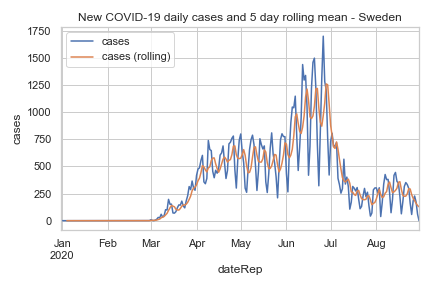 New COVID-19 daily cases and 5 day rolling mean - Sweden
cases
cases (rolling)
1750
1500
1250
1000
750
500
250
0
cases
Jan Feb Mar Apr May Jun Jul Aug
2020
dateRep